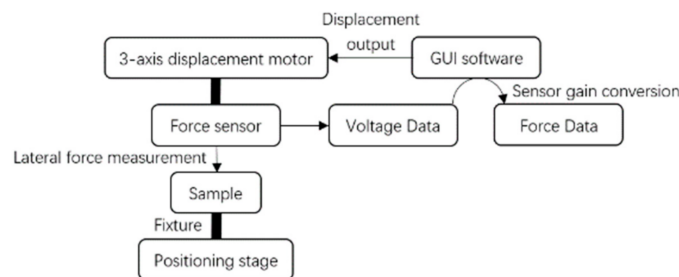 Displacement
output
3-axis displacement motor
GUI software
Sensor gain conversion
Force sensor
Voltage Data
Force Data
Lateral force measurement
Sample
Fixture
Positioning stage